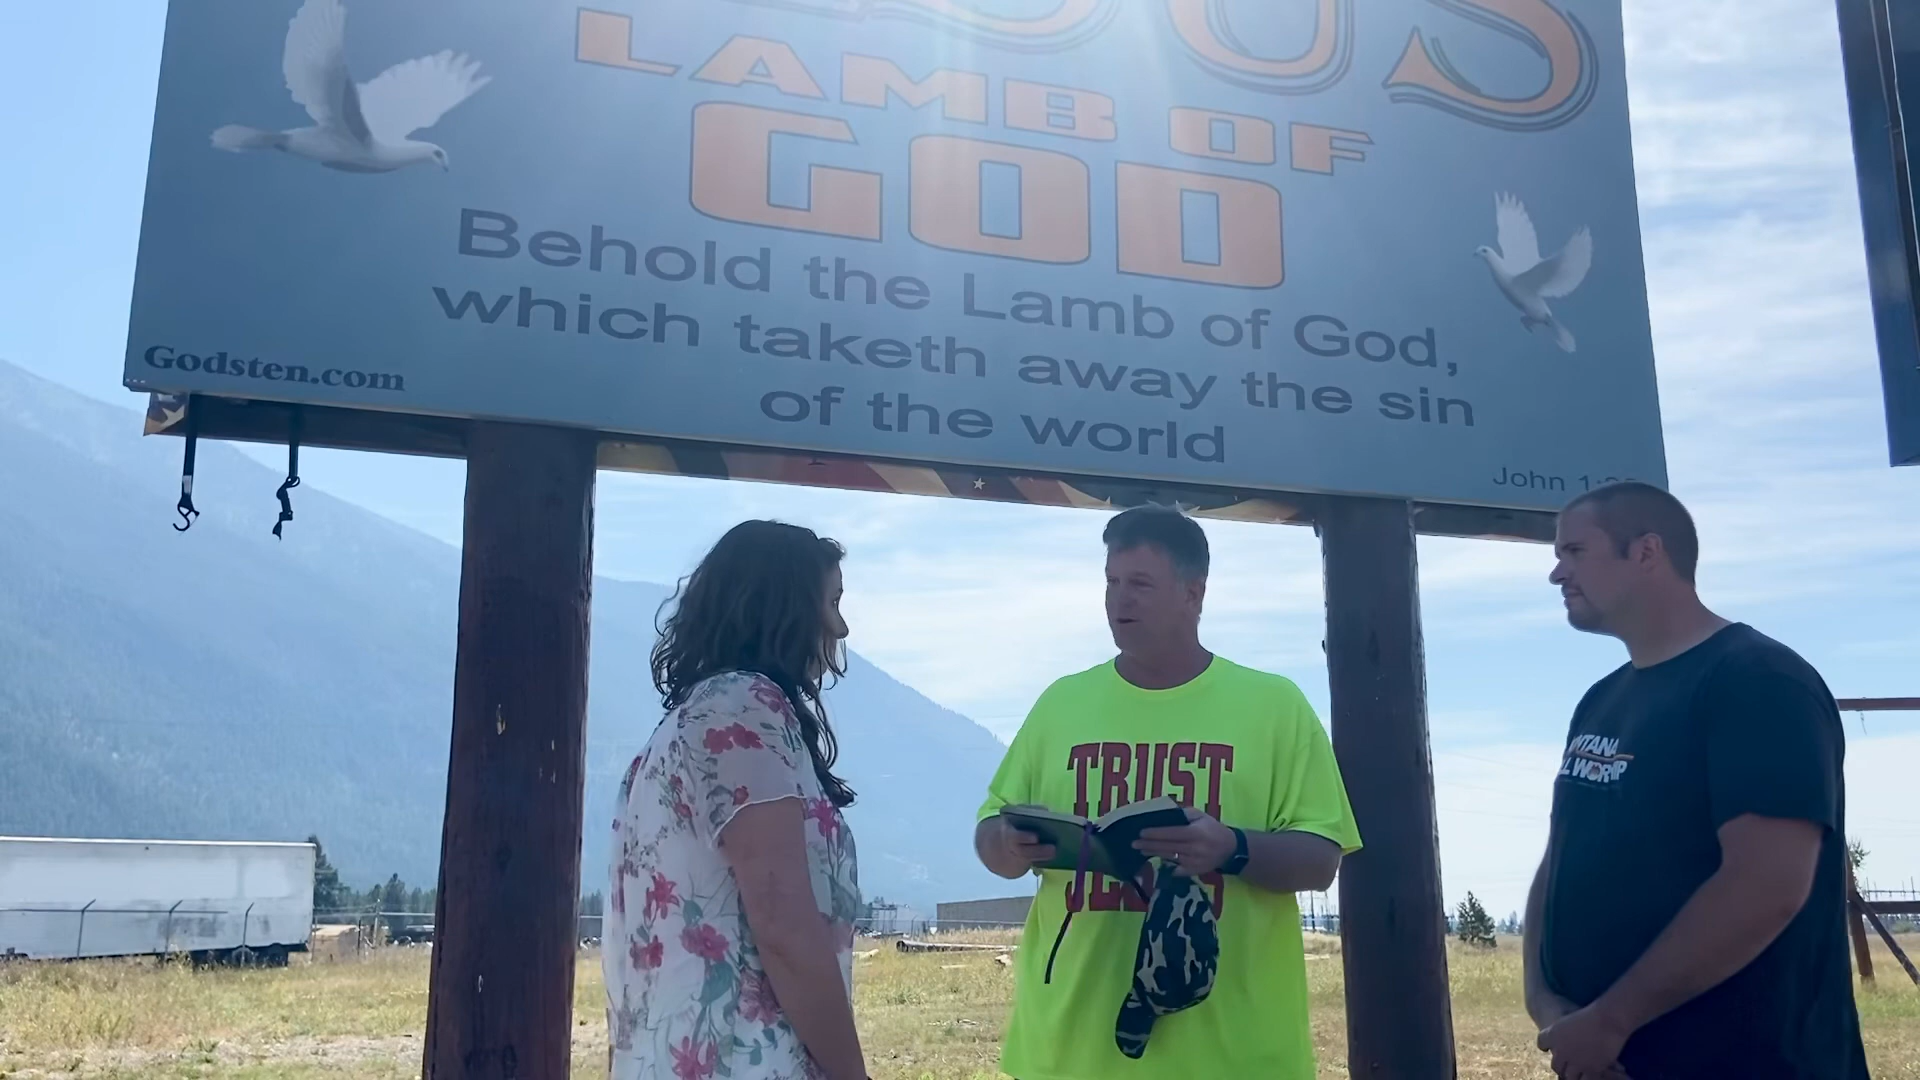 LAMB OF
GOD
Behold the Lamb of God,
which taketh away the sin
of the world
Godsten.com
John
TRUST